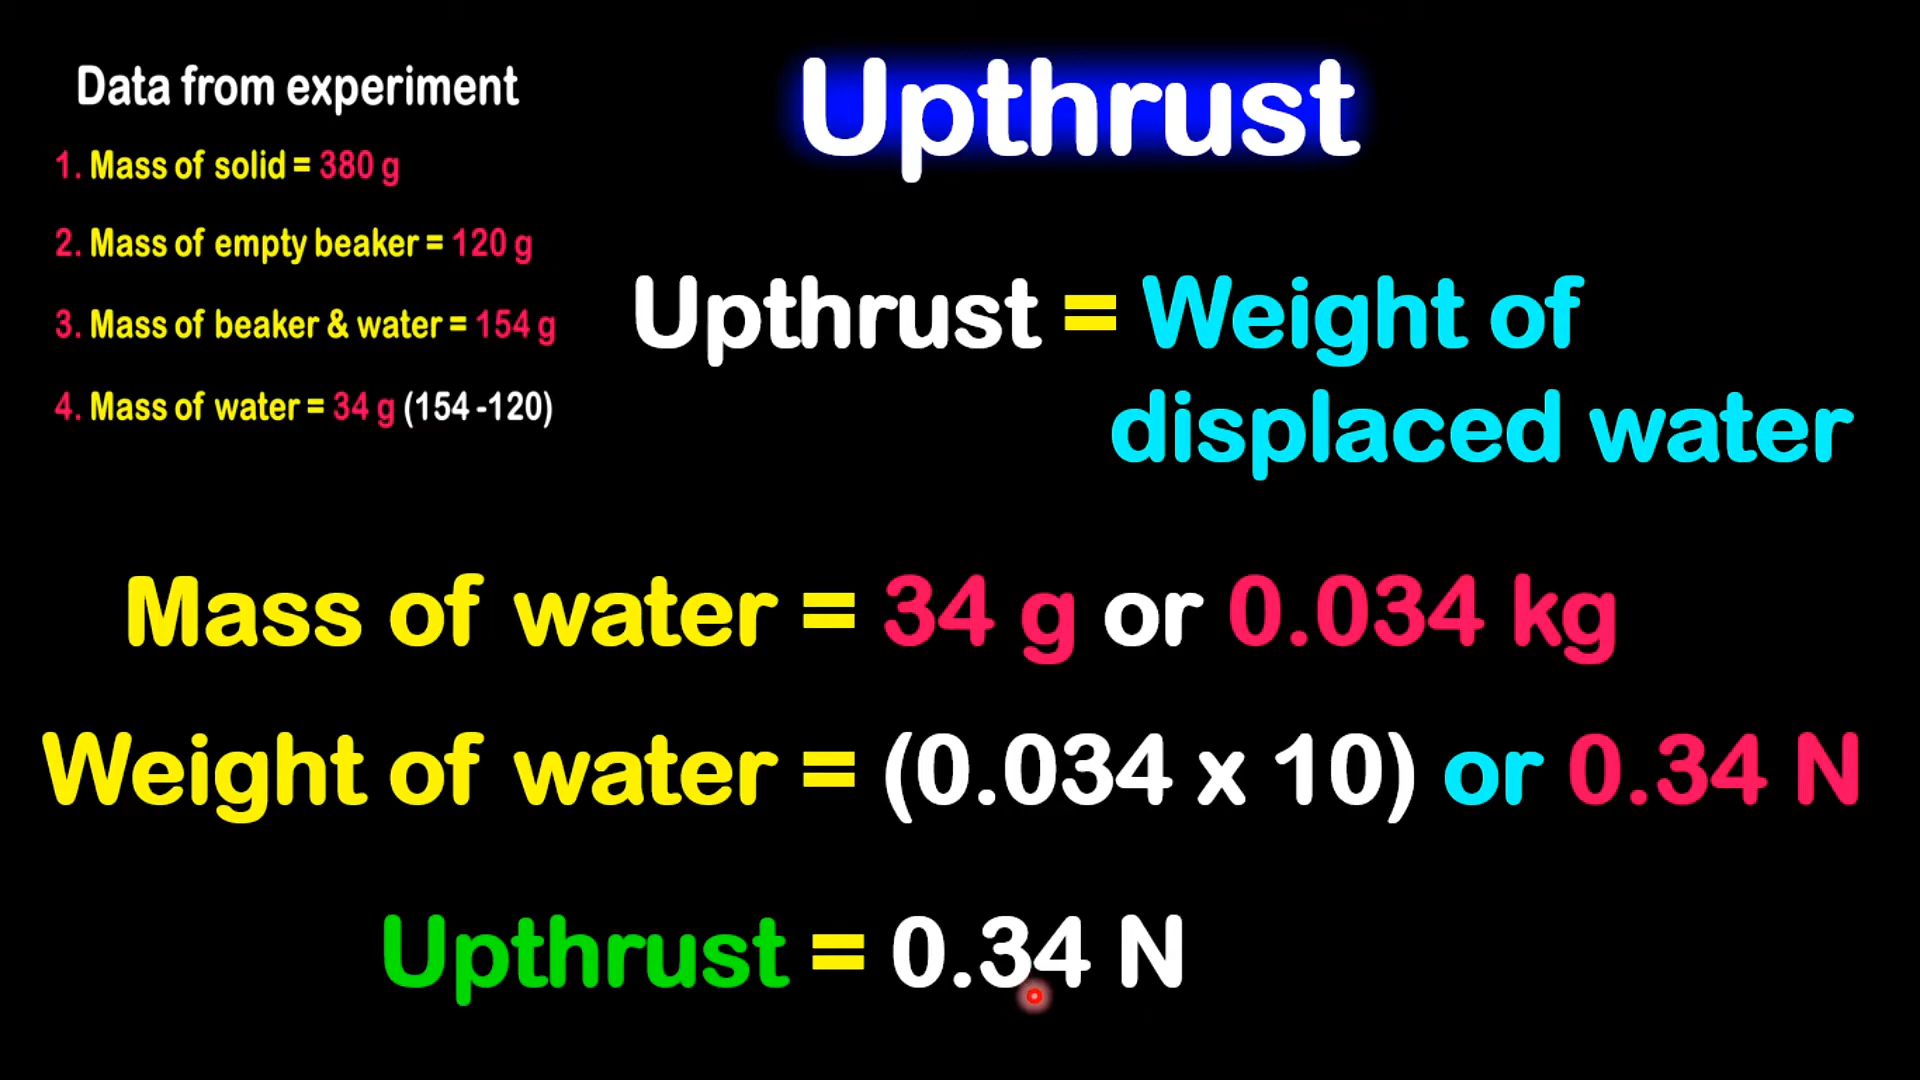 Data from experiment
1. Mass of solid = 380 g
2. Mass of empty beaker = 120 g
3. Mass of beaker & water = 154 g
4. Mass of water = 34 g (154 -120)
Upthrust
Upthrust = Weight of
displaced water
Mass of water = 34 g or 0.034 kg
Weight of water = (0.034 x 10) or 0.34 N
Upthrust = 0.34 N